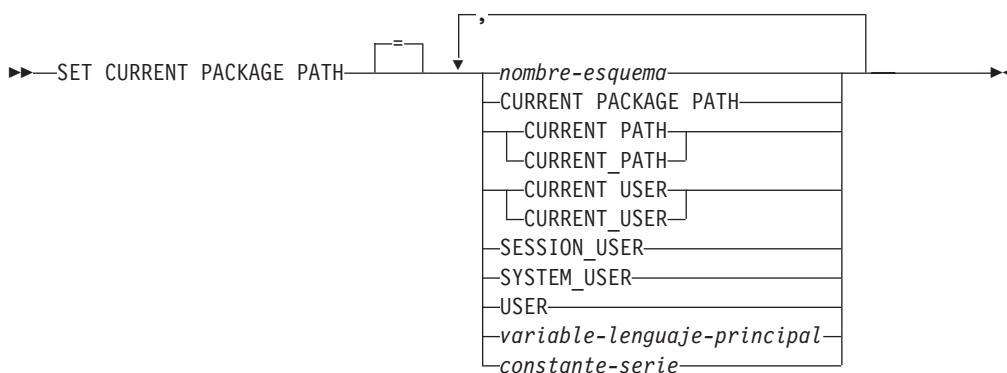 ,
=
SET CURRENT PACKAGE PATH
nombre-esquema
CURRENT PACKAGE PATH
CURRENT PATH
CURRENT_PATH
CURRENT USER
CURRENT_USER
SESSION_USER
SYSTEM_USER
USER
variable-lenguaje-principal
constante-serie